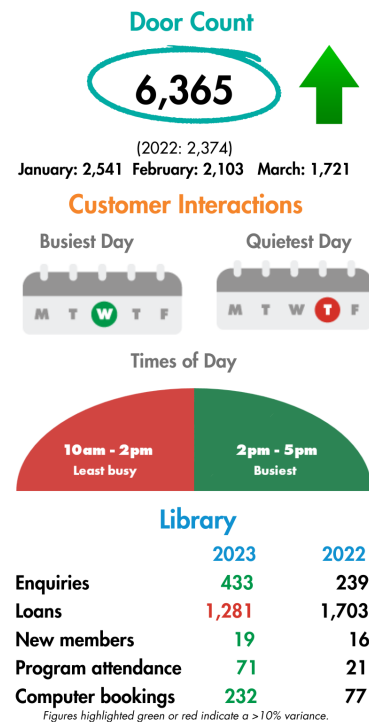 Door Count
6,365
(2022: 2,374)
January: 2,541 February: 2,103 March: 1,721
Customer Interactions
Busiest Day Quietest Day
M T W T F M T W T F
Times of Day
10am - 2pm 2pm - 5pm
Least busy Busiest
Library
2023 2022
Enquiries 433 239
Loans 1,281 1,703
New members 19 16
Program attendance 71 21
Computer bookings 232 77
Figures highlighted green or red indicate a >10% variance.